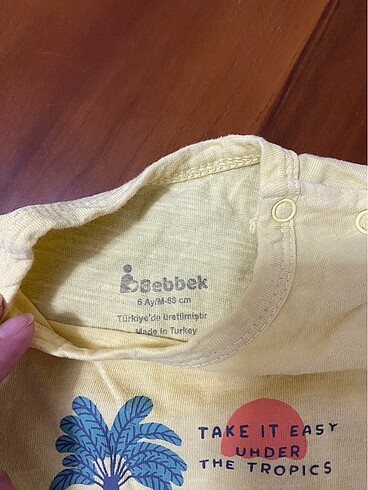 Bebbek
6 Ay/M-68 cm
Türkiye'de üretilmiştir
Made in Turkey
TAKE IT EASY
UNDER
THE TROPICS